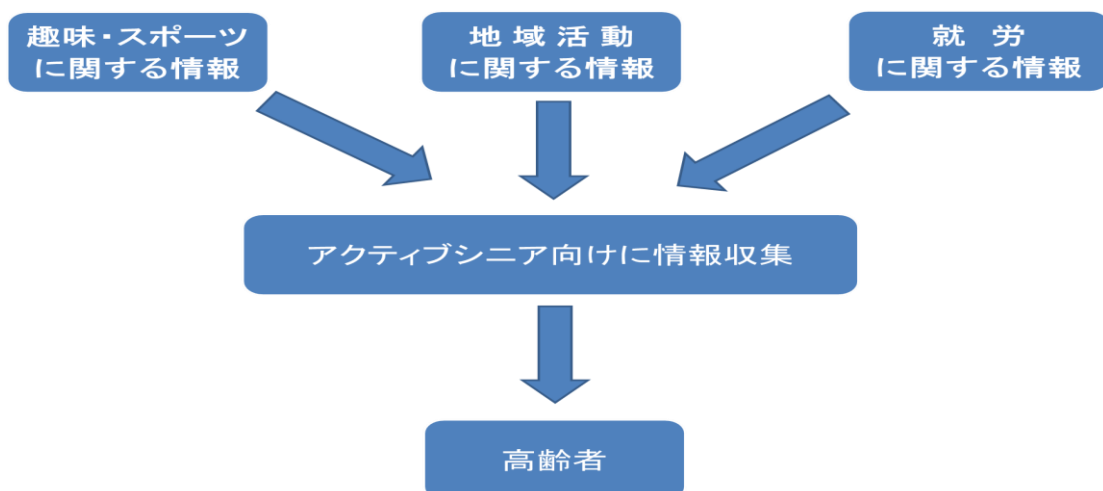 趣味・スポーツ
に関する情報
地域活動
に関する情報
就労
に関する情報
アクティブシニア向けに情報収集
高齢者